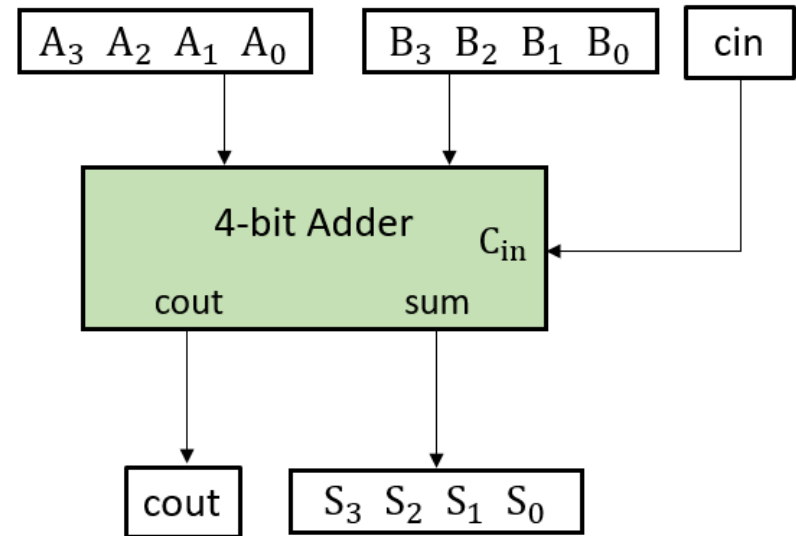 A₃ A₂ A₁ A₀
B₃ B₂ B₁ B₀
cin
4-bit Adder
Cᵢₙ
cout
sum
cout
S₃ S₂ S₁ S₀